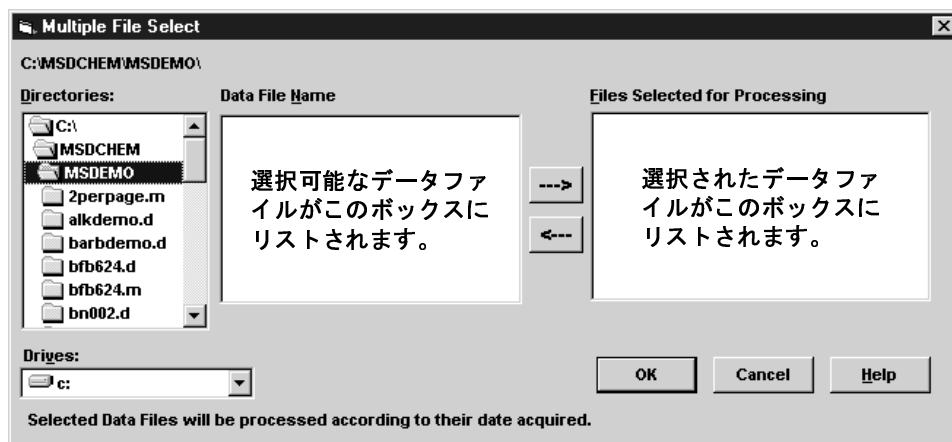 Multiple File Select
C:\MSDCHEM\MSDEMO\
Directories:
Data File Name
Files Selected for Processing
C:\
MSDCHEM
MSDEMO
2perpage.m
alkdemo.d
barbdemo.d
bfb624.d
bfb624.m
bn002.d
選択可能なデータファ
イルがこのボックスに
リストされます。
--->
<---
選択されたデータファ
イルがこのボックスに
リストされます。
Drives:
c:
OK
Cancel
Help
Selected Data Files will be processed according to their date acquired.